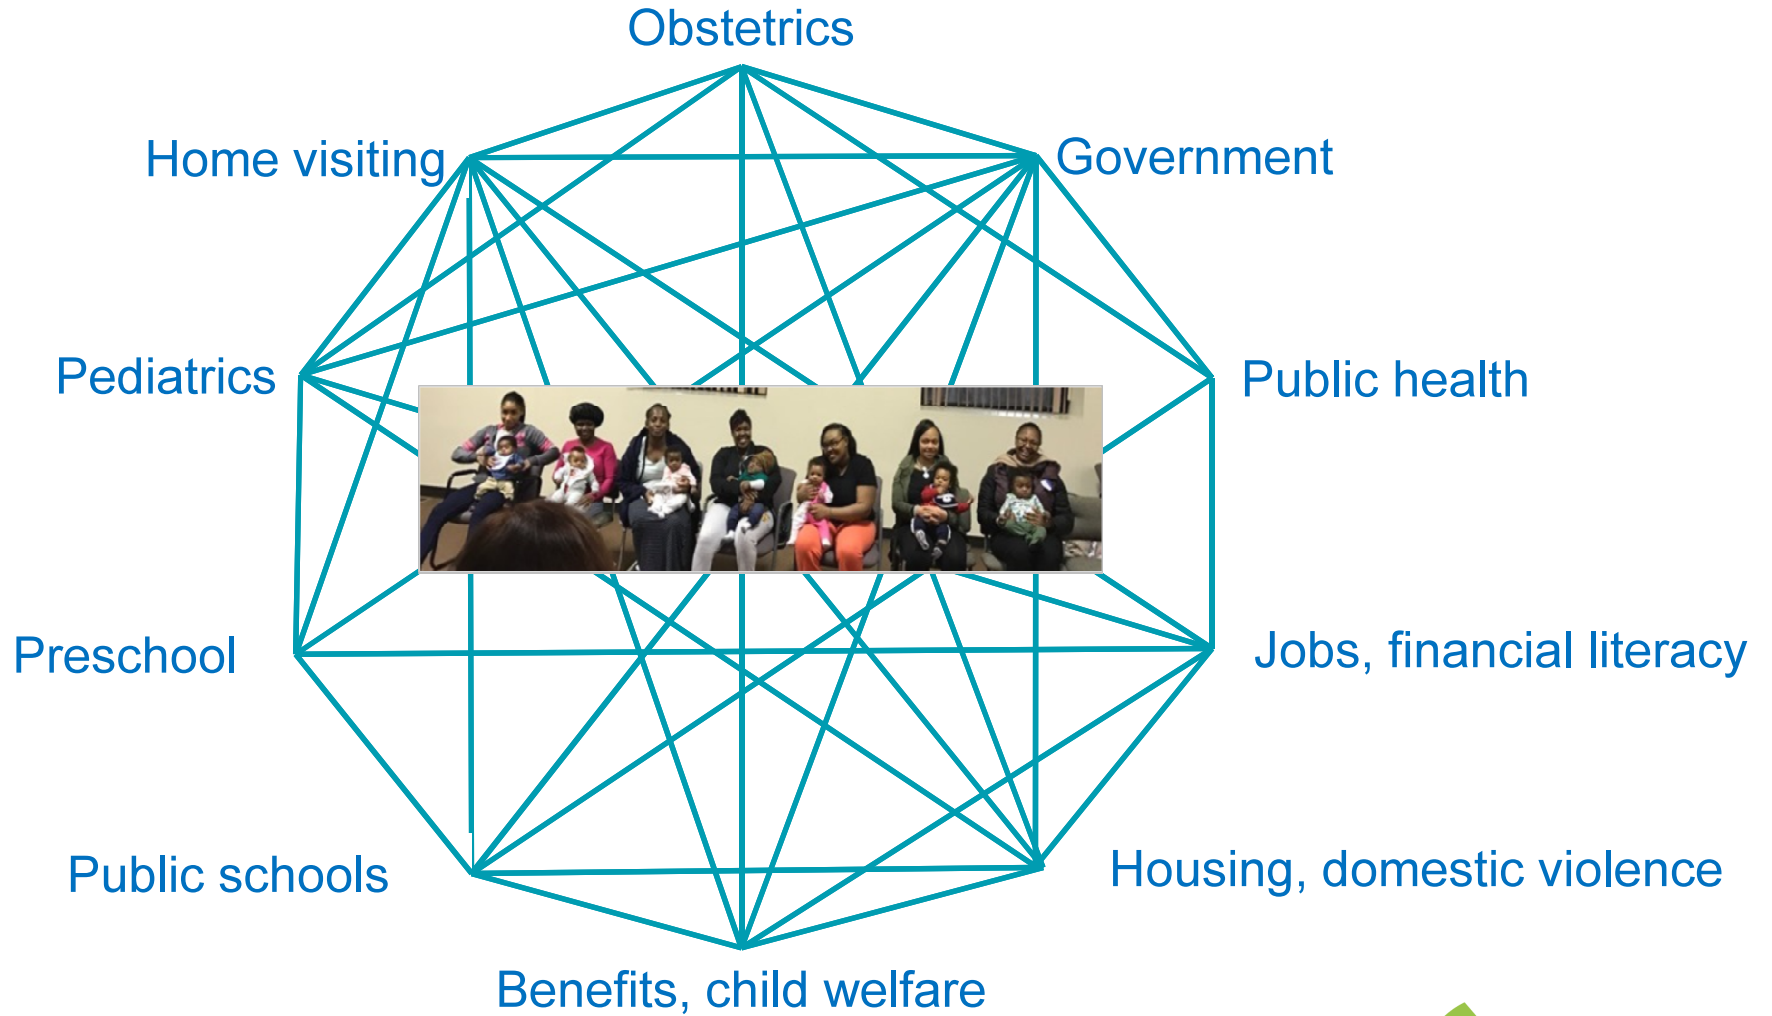 Obstetrics
Home visiting
Government
Pediatrics
Public health
Preschool
Jobs, financial literacy
Public schools
Housing, domestic violence
Benefits, child welfare